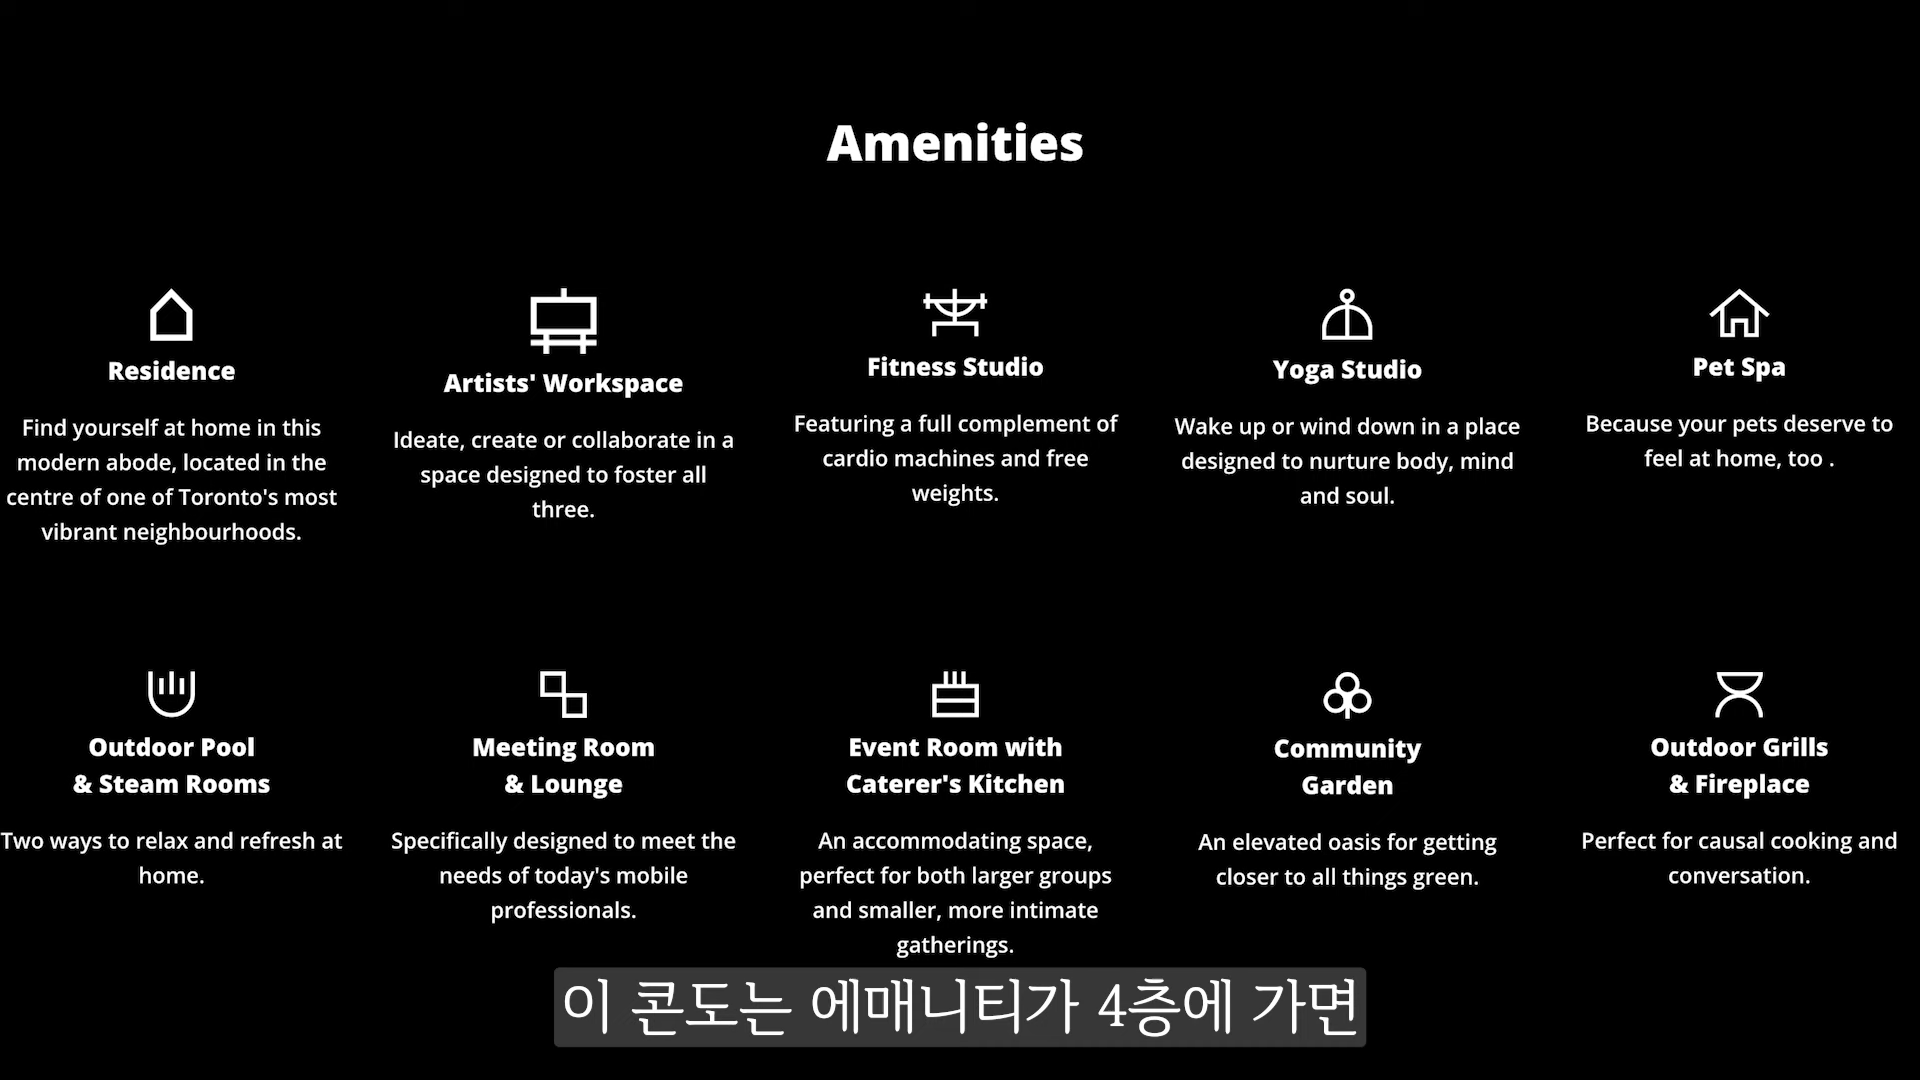 Amenities
Residence
Find yourself at home in this
modern abode, located in the
centre of one of Toronto's most
vibrant neighbourhoods.
Artists' Workspace
Ideate, create or collaborate in a
space designed to foster all
three.
Fitness Studio
Featuring a full complement of
cardio machines and free
weights.
Yoga Studio
Wake up or wind down in a place
designed to nurture body, mind
and soul.
Pet Spa
Because your pets deserve to
feel at home, too .
Outdoor Pool
& Steam Rooms
Two ways to relax and refresh at
home.
Meeting Room
& Lounge
Specifically designed to meet the
needs of today's mobile
professionals.
Event Room with
Caterer's Kitchen
An accommodating space,
perfect for both larger groups
and smaller, more intimate
gatherings.
Community
Garden
An elevated oasis for getting
closer to all things green.
Outdoor Grills
& Fireplace
Perfect for causal cooking and
conversation.
이 콘도는 에매니티가 4층에 가면